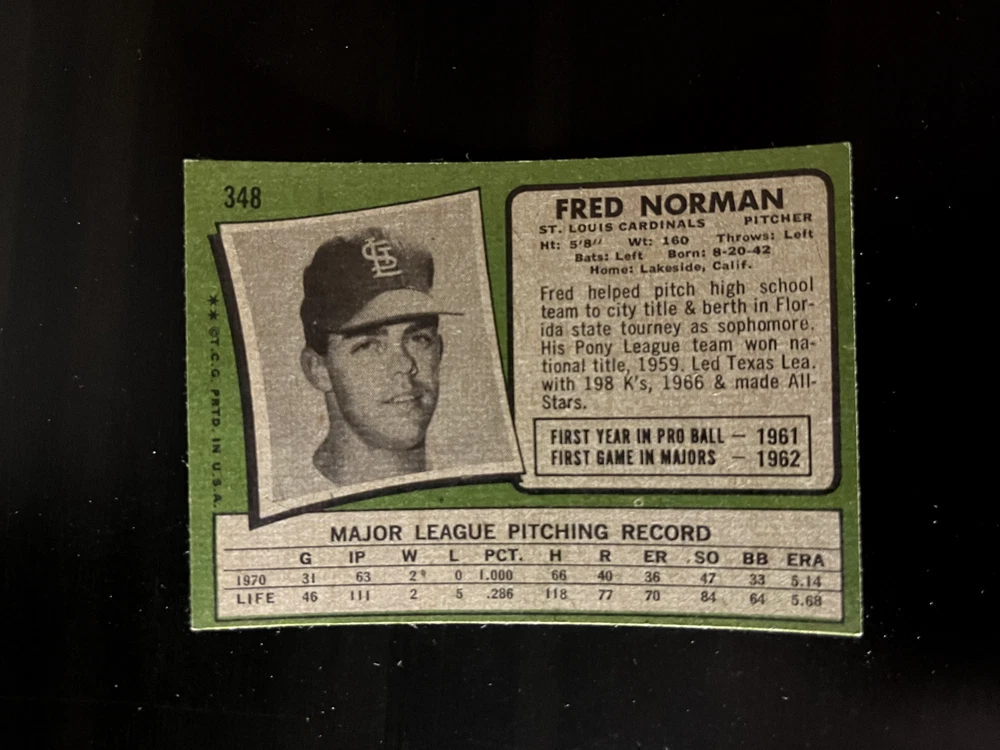 348
STL
** ©T.C.G. PRTD. IN U.S.A.
FRED NORMAN
ST. LOUIS CARDINALS PITCHER
Ht: 5'8" Wt: 160 Throws: Left
Bats: Left Born: 8-20-42
Home: Lakeside, Calif.
Fred helped pitch high school
team to city title & berth in Flor-
ida state tourney as sophomore.
His Pony League team won na-
tional title, 1959. Led Texas Lea.
with 198 K's, 1966 & made All-
Stars.
FIRST YEAR IN PRO BALL — 1961
FIRST GAME IN MAJORS — 1962
MAJOR LEAGUE PITCHING RECORD
G IP W L PCT. H R ER SO BB ERA
1970 31 63 2* 0 1.000 66 40 36 47 33 5.14
LIFE 46 111 2 5 .286 118 77 70 84 64 5.68